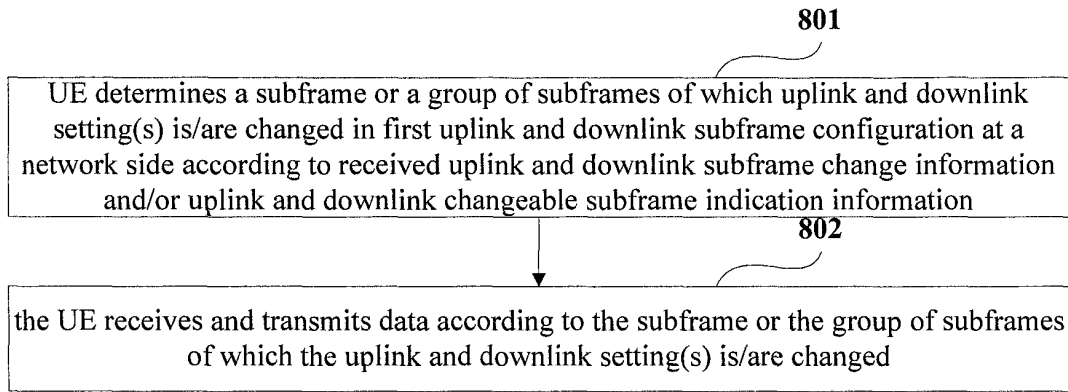 801
UE determines a subframe or a group of subframes of which uplink and downlink
setting(s) is/are changed in first uplink and downlink subframe configuration at a
network side according to received uplink and downlink subframe change information
and/or uplink and downlink changeable subframe indication information
802
the UE receives and transmits data according to the subframe or the group of subframes
of which the uplink and downlink setting(s) is/are changed